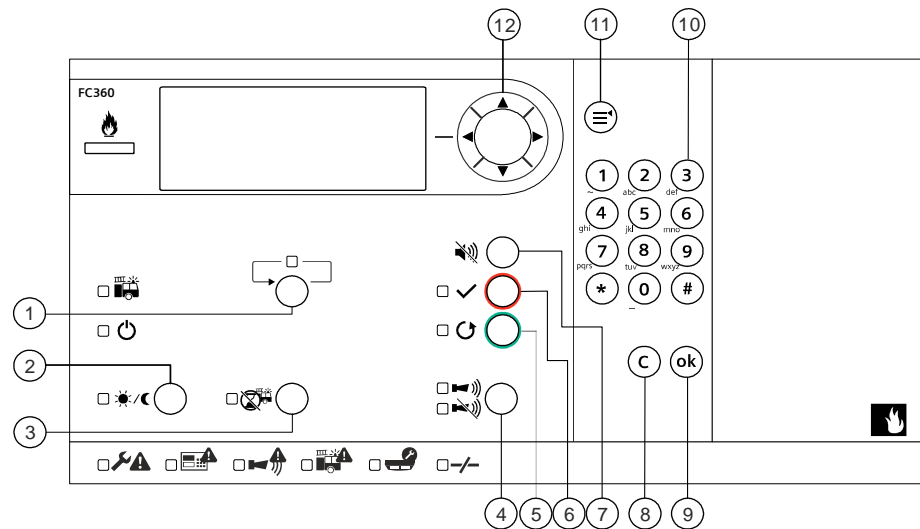 12
11
10
FC360
1 2 3
~ abc def
4 5 6
ghi jkl mno
7 8 9
pqrs tuv wxyz
* 0 #
_
1
2
C ok
3
-/-
4 5 6 7 8 9